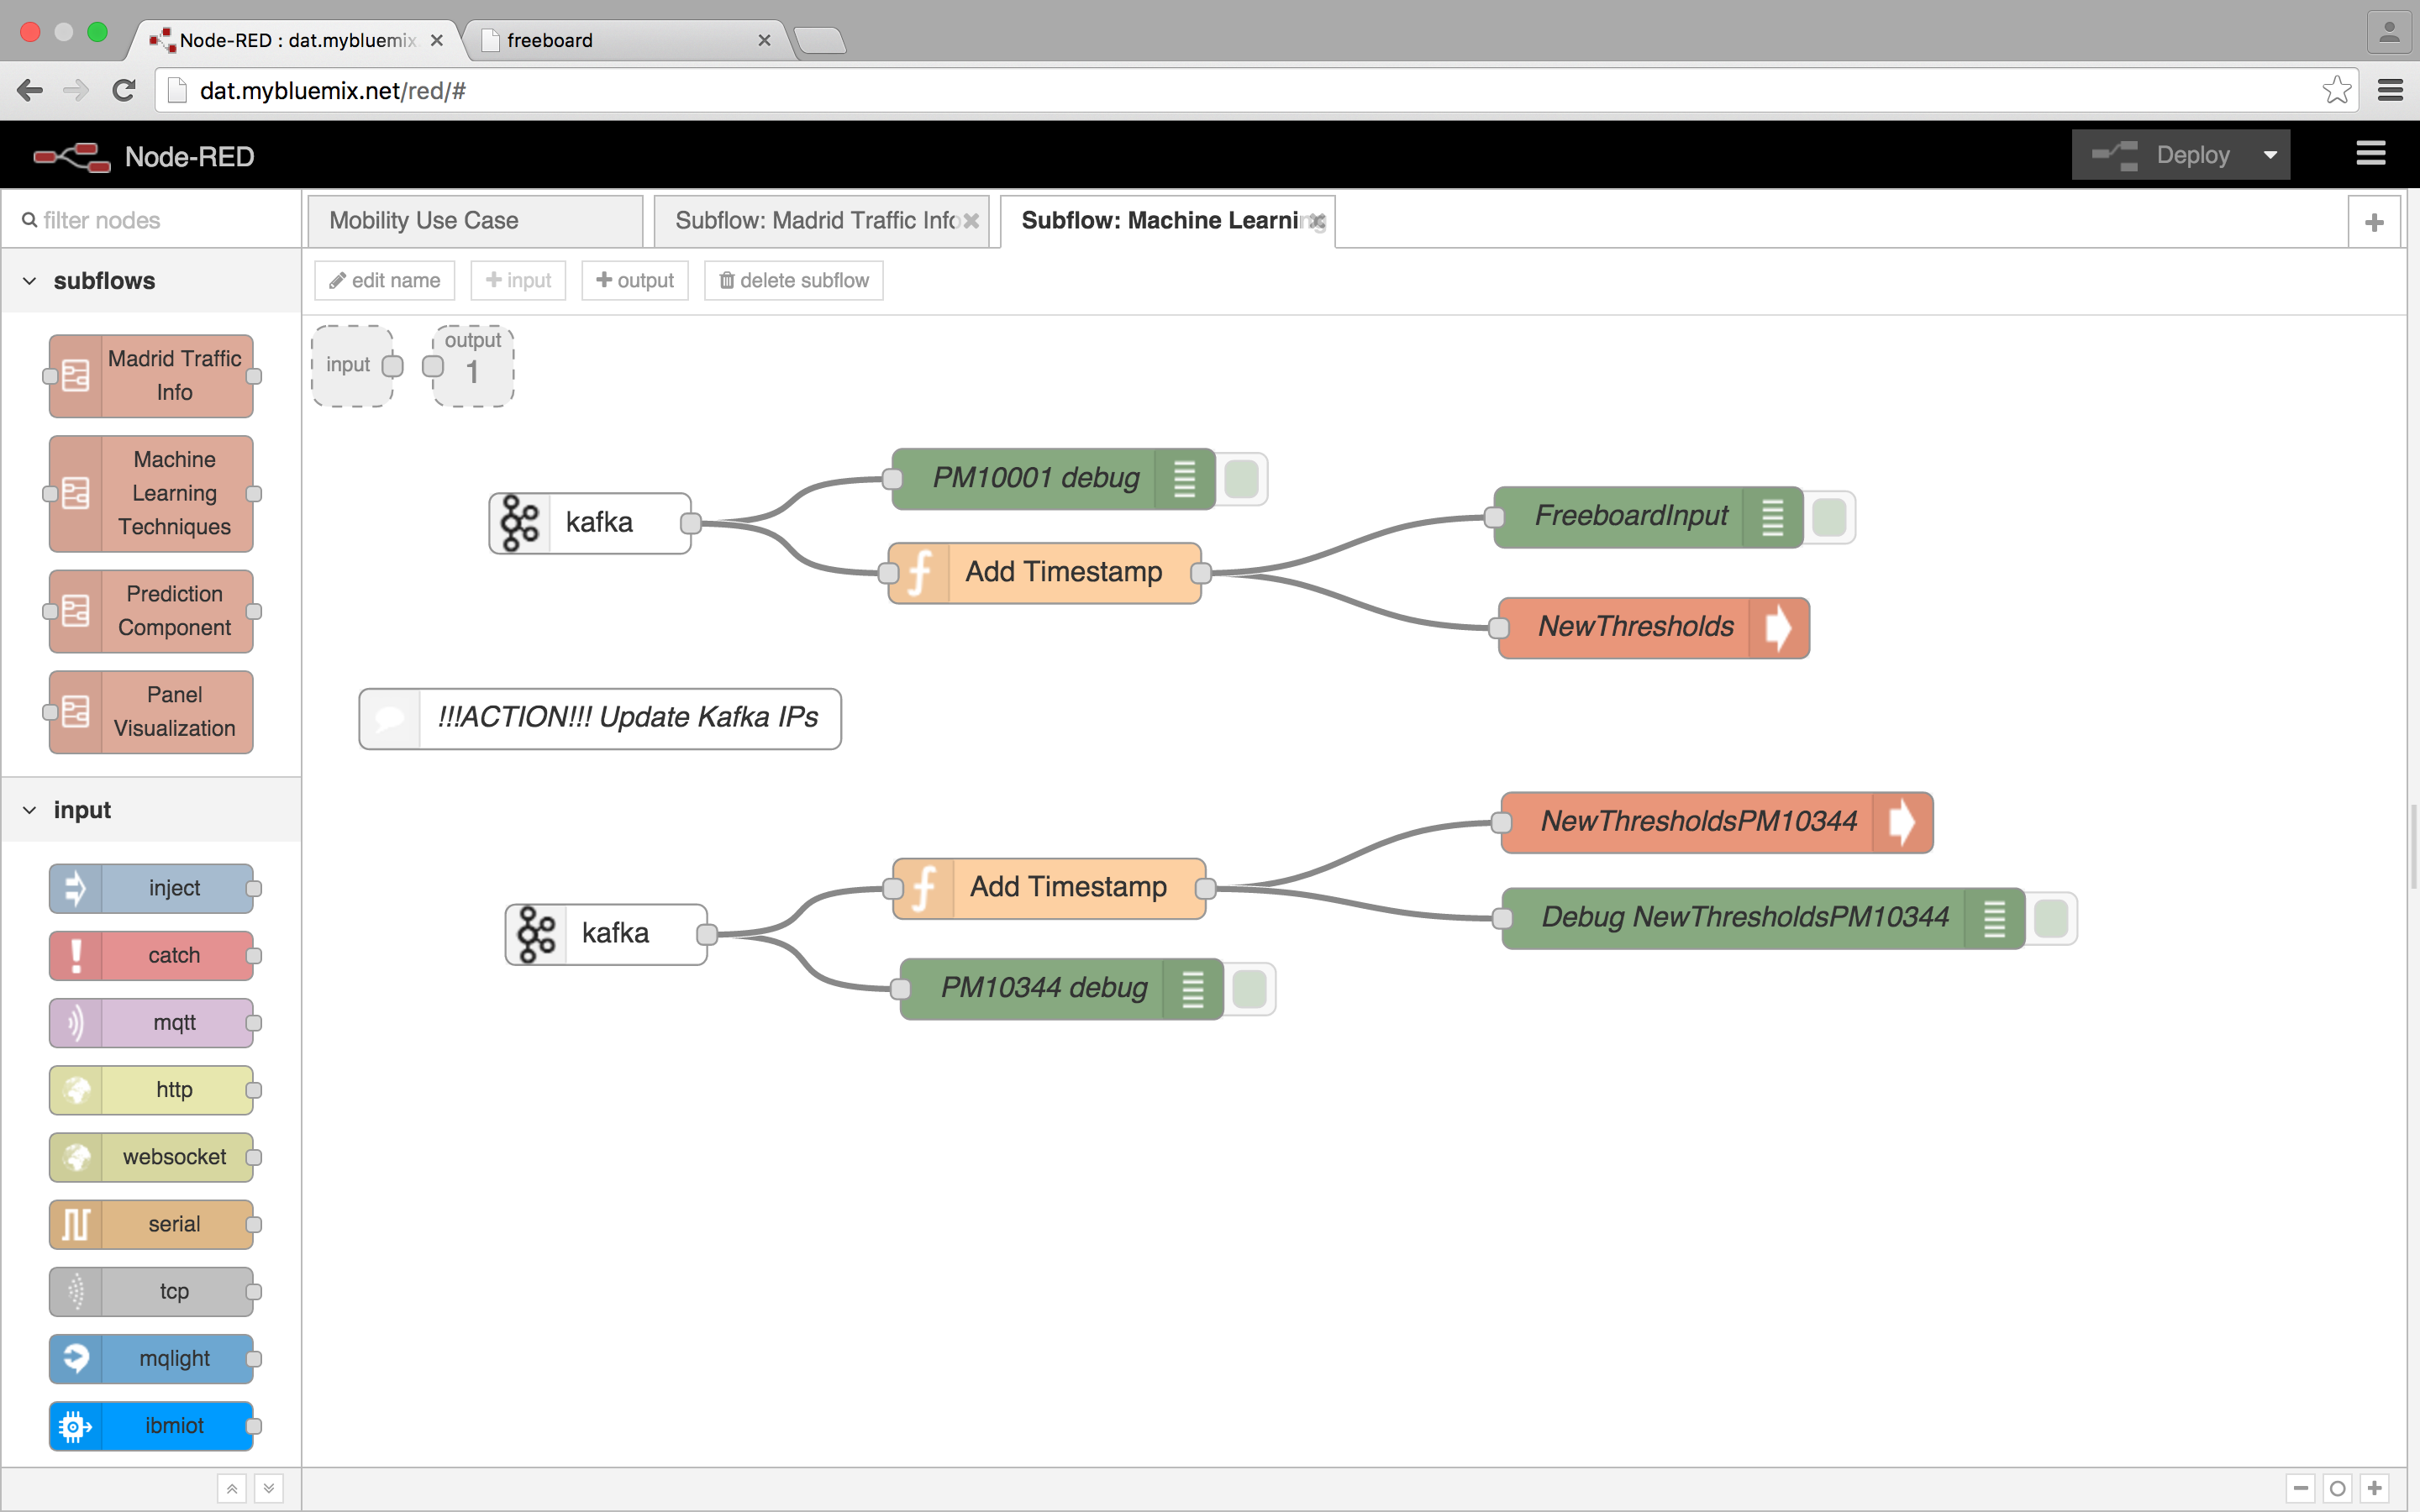 Node-RED : dat.mybluemix
freeboard
dat.mybluemix.net/red/#
Node-RED
Deploy
filter nodes
Mobility Use Case
Subflow: Madrid Traffic Info
Subflow: Machine Learning
edit name
input
output
delete subflow
subflows
Madrid Traffic
Info
Machine
Learning
Techniques
Prediction
Component
Panel
Visualization
input
inject
catch
mqtt
http
websocket
serial
tcp
mqlight
ibmiot
input
output
1
PM10001 debug
kafka
FreeboardInput
Add Timestamp
NewThresholds
!!!ACTION!!! Update Kafka IPs
NewThresholdsPM10344
Add Timestamp
Debug NewThresholdsPM10344
kafka
PM10344 debug